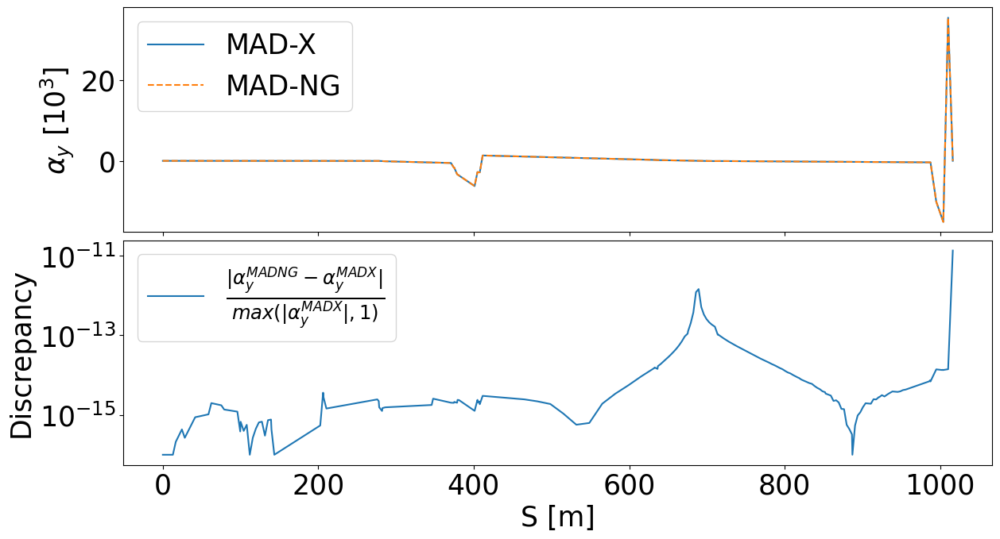 α_y [10^3]
20
0
MAD-X
MAD-NG
Discrepancy
10^{-11}
10^{-13}
10^{-15}
\frac{|α_y^{MADNG} − α_y^{MADX}|}{max(|α_y^{MADX}|, 1)}
0 200 400 600 800 1000
S [m]